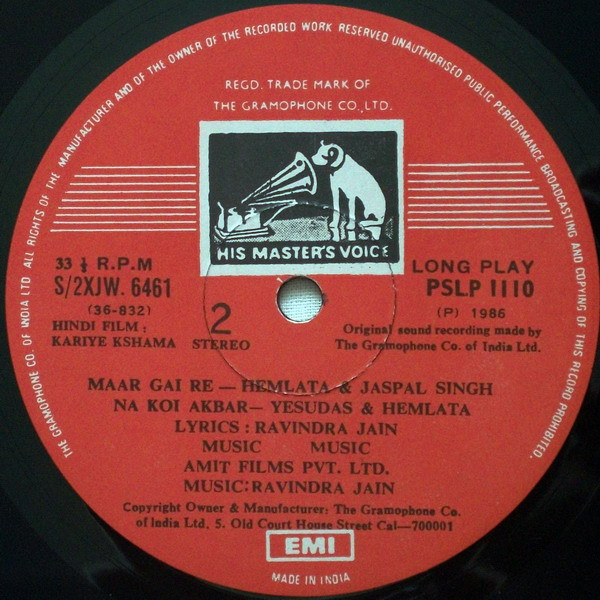 THE GRAMOPHONE CO. OF INDIA LTD. ALL RIGHTS OF THE MANUFACTURER AND OF THE OWNER OF THE RECORDED WORK RESERVED UNAUTHORISED PUBLIC PERFORMANCE BROADCASTING AND COPYING OF THIS RECORD PROHIBITED.
REGD. TRADE MARK OF
THE GRAMOPHONE CO., LTD.
HIS MASTER'S VOICE
33 ⅓ R.P.M
LONG PLAY
S/2XJW. 6461
PSLP 1110
(36-832)
2
(P) 1986
HINDI FILM :
KARIYE KSHAMA
STEREO
Original sound recording made by
The Gramophone Co. of India Ltd.
MAAR GAI RE — HEMLATA & JASPAL SINGH
NA KOI AKBAR— YESUDAS & HEMLATA
LYRICS : RAVINDRA JAIN
MUSIC MUSIC
AMIT FILMS PVT. LTD.
MUSIC:RAVINDRA JAIN
Copyright Owner & Manufacturer: The Gramophone Co.
of India Ltd. 5. Old Court House Street Cal—700001
EMI
MADE IN INDIA